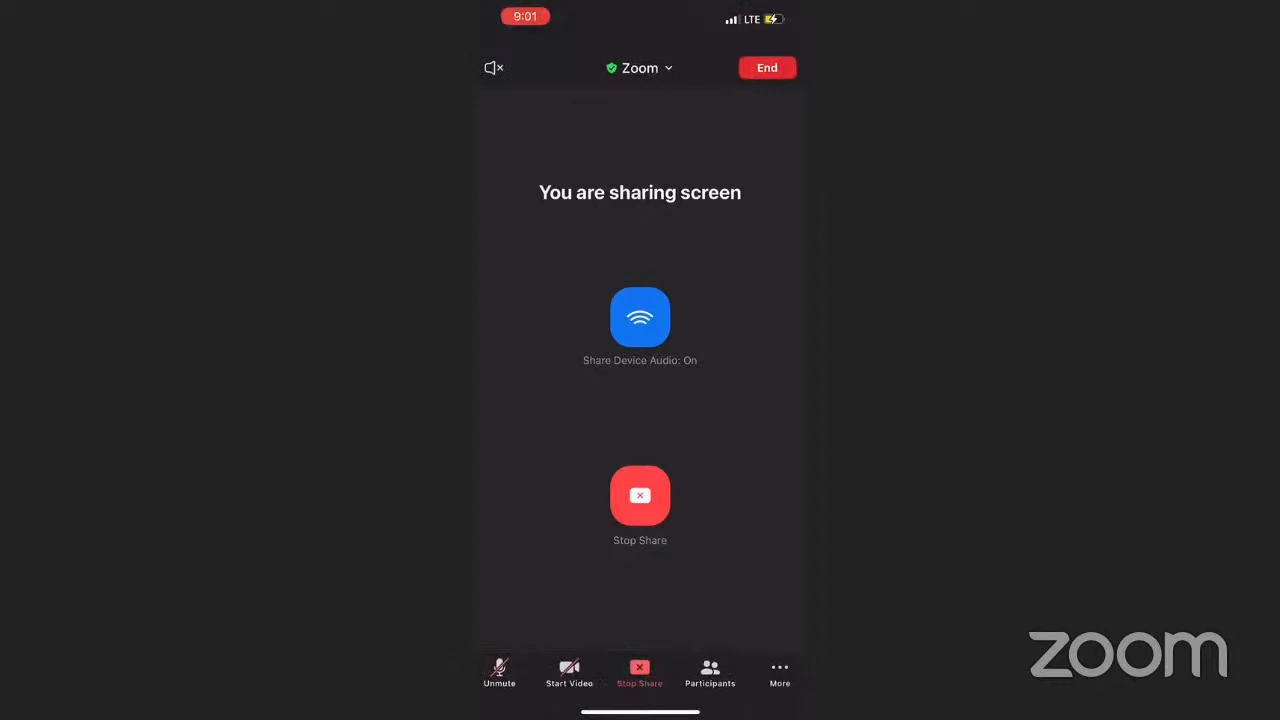 9:01
LTE
Zoom
End
You are sharing screen
Share Device Audio: On
Stop Share
Unmute
Start Video
Stop Share
Participants
More
zoom